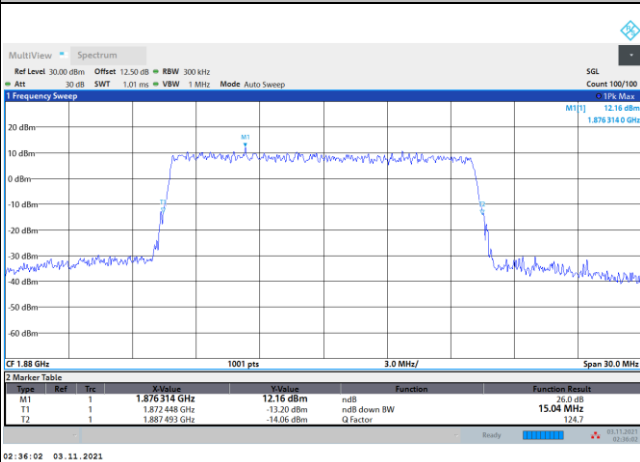 MultiView Spectrum
Ref Level 30.00 dBm Offset 12.50 dB RBW 300 kHz SGL
Att 30 dB SWT 1.01 ms VBW 1 MHz Mode Auto Sweep Count 100/100
1 Frequency Sweep 1Pk Max
M1[1] 12.16 dBm
1.876 314 0 GHz
M1
20 dBm
10 dBm
0 dBm
T1
T2
-10 dBm
-20 dBm
-30 dBm
-40 dBm
-50 dBm
-60 dBm
CF 1.88 GHz 1001 pts 3.0 MHz/ Span 30.0 MHz
2 Marker Table
Type Ref Trc X-Value Y-Value Function Function Result
M1 1 1.876 314 GHz 12.16 dBm ndB 26.0 dB
T1 1 1.872 448 GHz -13.20 dBm ndB down BW 15.04 MHz
T2 1 1.887 493 GHz -14.06 dBm Q Factor 124.7
Ready 03.11.2021
02:36:02
02:36:02 03.11.2021